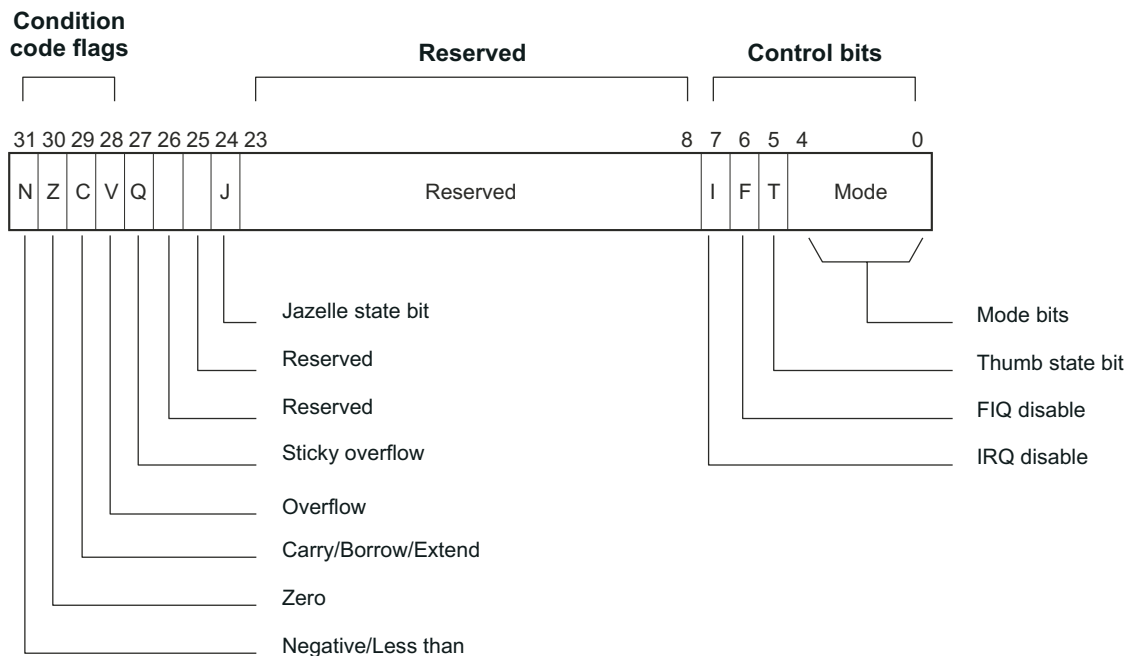 Condition
code flags
Reserved
Control bits
31 30 29 28 27 26 25 24 23 8 7 6 5 4 0
N Z C V Q J Reserved I F T Mode
Jazelle state bit
Mode bits
Reserved
Thumb state bit
Reserved
FIQ disable
Sticky overflow
IRQ disable
Overflow
Carry/Borrow/Extend
Zero
Negative/Less than